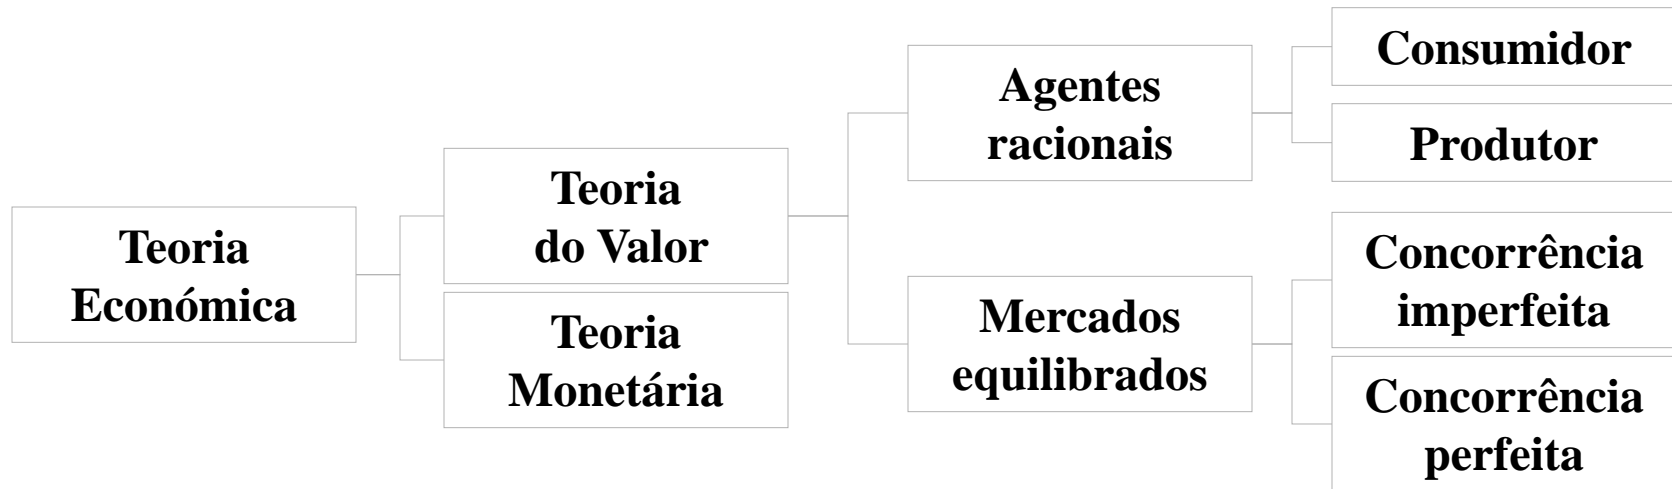 Teoria
Económica
Teoria
do Valor
Teoria
Monetária
Agentes
racionais
Mercados
equilibrados
Consumidor
Produtor
Concorrência
imperfeita
Concorrência
perfeita